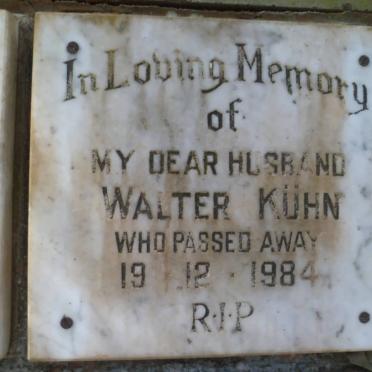 In Loving Memory
of
MY DEAR HUSBAND
WALTER KÜHN
WHO PASSED AWAY
19 . 12 . 1984
R·I·P